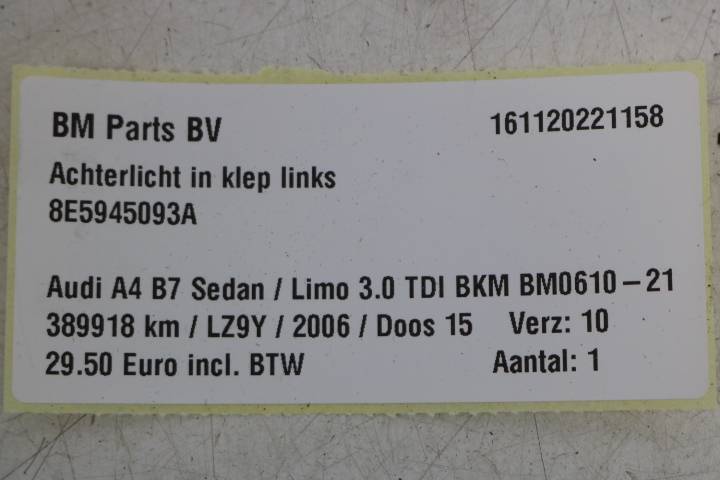 BM Parts BV 161120221158
Achterlicht in klep links
8E5945093A
Audi A4 B7 Sedan / Limo 3.0 TDI BKM BM0610-21
389918 km / LZ9Y / 2006 / Doos 15 Verz: 10
29.50 Euro incl. BTW Aantal: 1